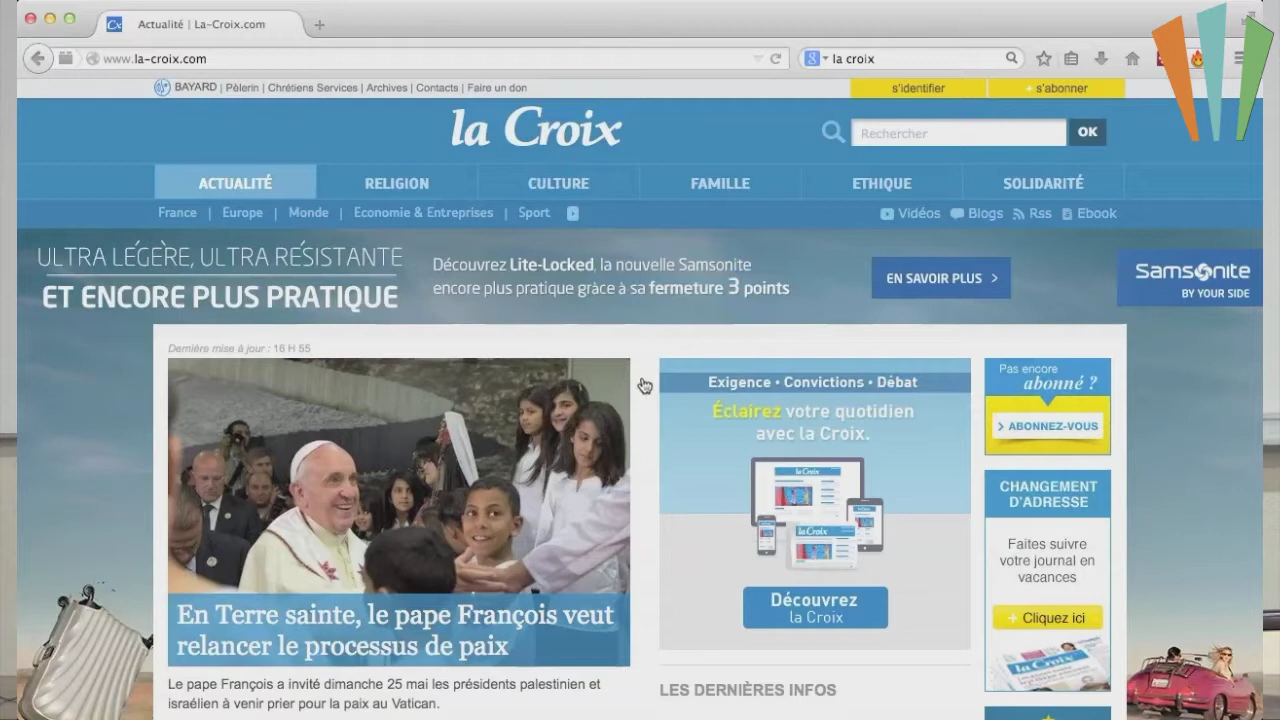 Actualité | La-Croix.com
www.la-croix.com
la croix
BAYARD | Pèlerin | Chrétiens Services | Archives | Contacts | Faire un don
s'identifier
+ s'abonner
la Croix
Rechercher
OK
ACTUALITÉ
RELIGION
CULTURE
FAMILLE
ETHIQUE
SOLIDARITÉ
France | Europe | Monde | Economie & Entreprises | Sport
Vidéos
Blogs
Rss
Ebook
ULTRA LÉGÈRE, ULTRA RÉSISTANTE
ET ENCORE PLUS PRATIQUE
Découvrez Lite-Locked, la nouvelle Samsonite
encore plus pratique grâce à sa fermeture 3 points
EN SAVOIR PLUS >
Samsonite
BY YOUR SIDE
Dernière mise à jour : 16 H 55
En Terre sainte, le pape François veut
relancer le processus de paix
Le pape François a invité dimanche 25 mai les présidents palestinien et
israélien à venir prier pour la paix au Vatican.
Exigence • Convictions • Débat
Éclairez votre quotidien
avec la Croix.
la Croix
la Croix
Découvrez
la Croix
LES DERNIÈRES INFOS
Pas encore
abonné ?
> ABONNEZ-VOUS
CHANGEMENT
D'ADRESSE
Faites suivre
votre journal en
vacances
+ Cliquez ici
la Croix